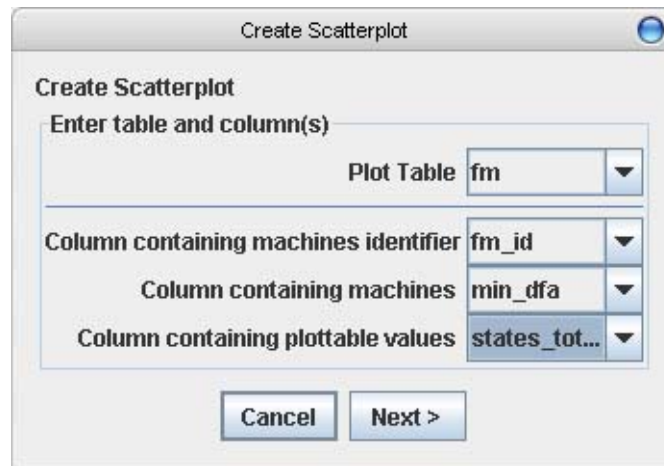 Create Scatterplot
Create Scatterplot
Enter table and column(s)
Plot Table fm
Column containing machines identifier fm_id
Column containing machines min_dfa
Column containing plottable values states_tot...
Cancel Next >